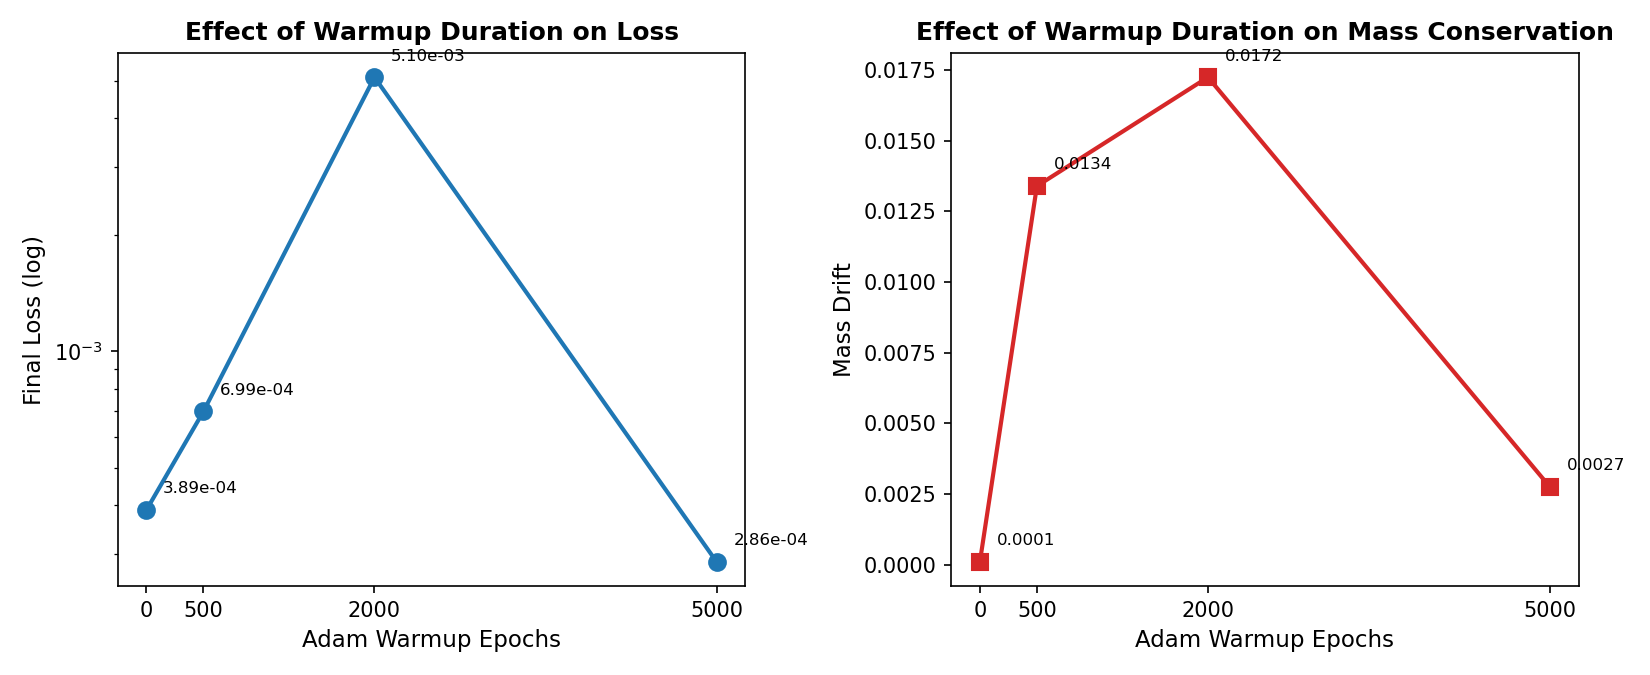 Effect of Warmup Duration on Loss
5.10e-03
6.99e-04
3.89e-04
2.86e-04
10⁻³
Final Loss (log)
0 500 2000 5000
Adam Warmup Epochs
Effect of Warmup Duration on Mass Conservation
0.0172
0.0134
0.0001
0.0027
0.0175
0.0150
0.0125
0.0100
0.0075
0.0050
0.0025
0.0000
Mass Drift
0 500 2000 5000
Adam Warmup Epochs